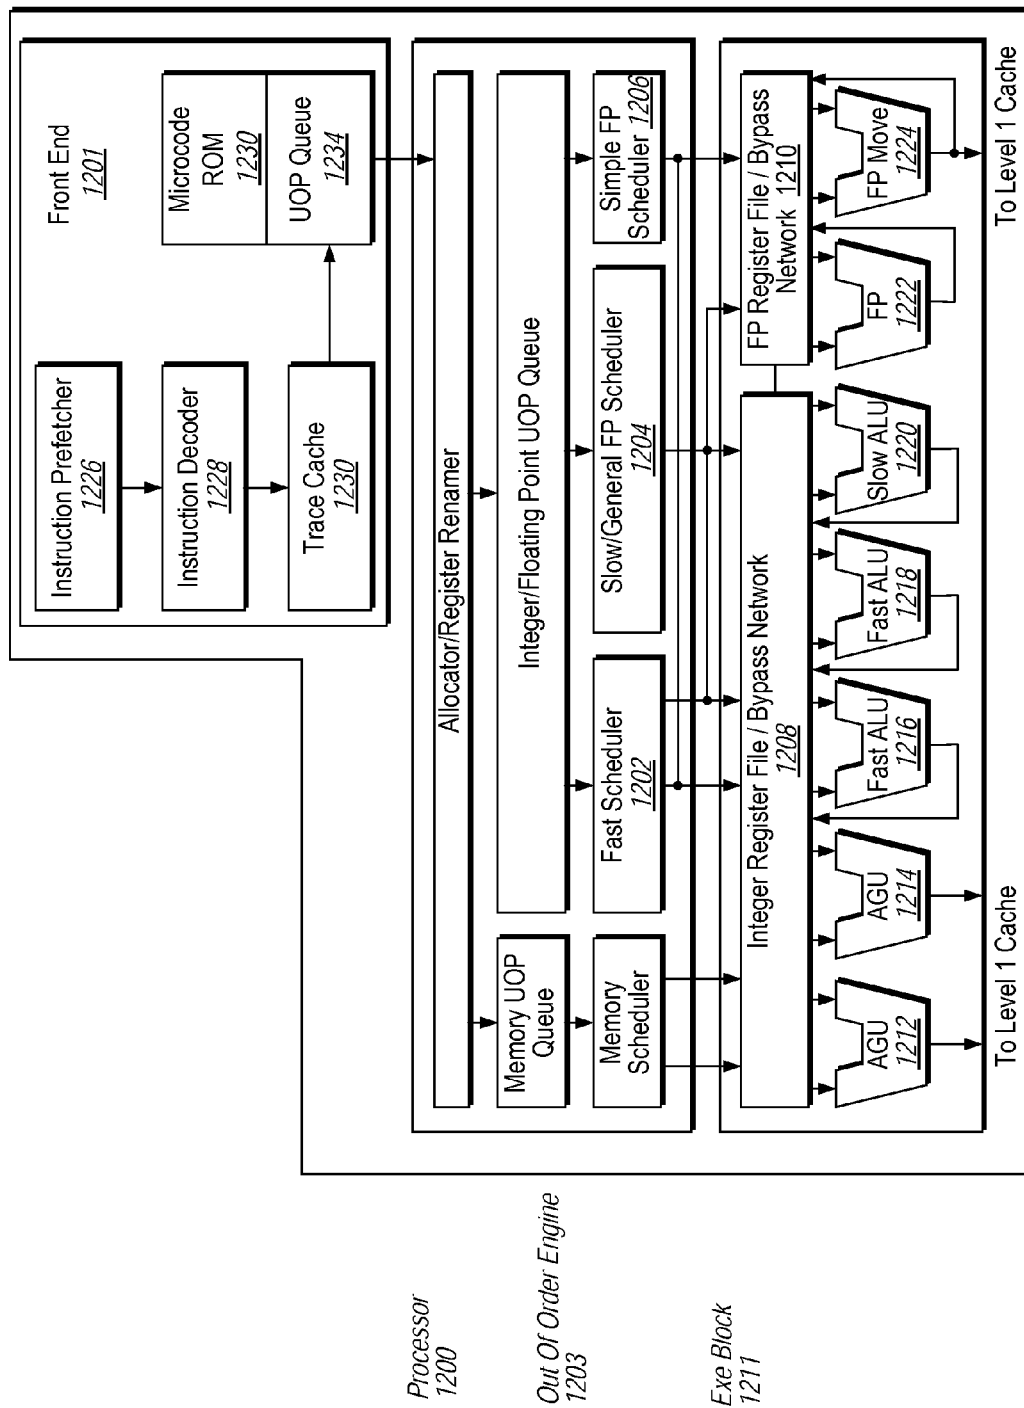 Front End
1201
Instruction Prefetcher
1226
Instruction Decoder
1228
Trace Cache
1230
Microcode
ROM
1230
UOP Queue
1234
Processor
1200
Out Of Order Engine
1203
Allocator/Register Renamer
Memory UOP
Queue
Integer/Floating Point UOP Queue
Memory
Scheduler
Fast Scheduler
1202
Slow/General FP Scheduler
1204
Simple FP
Scheduler 1206
Exe Block
1211
Integer Register File / Bypass Network
1208
FP Register File / Bypass
Network 1210
AGU
1212
AGU
1214
Fast ALU
1216
Fast ALU
1218
Slow ALU
1220
FP
1222
FP Move
1224
To Level 1 Cache
To Level 1 Cache